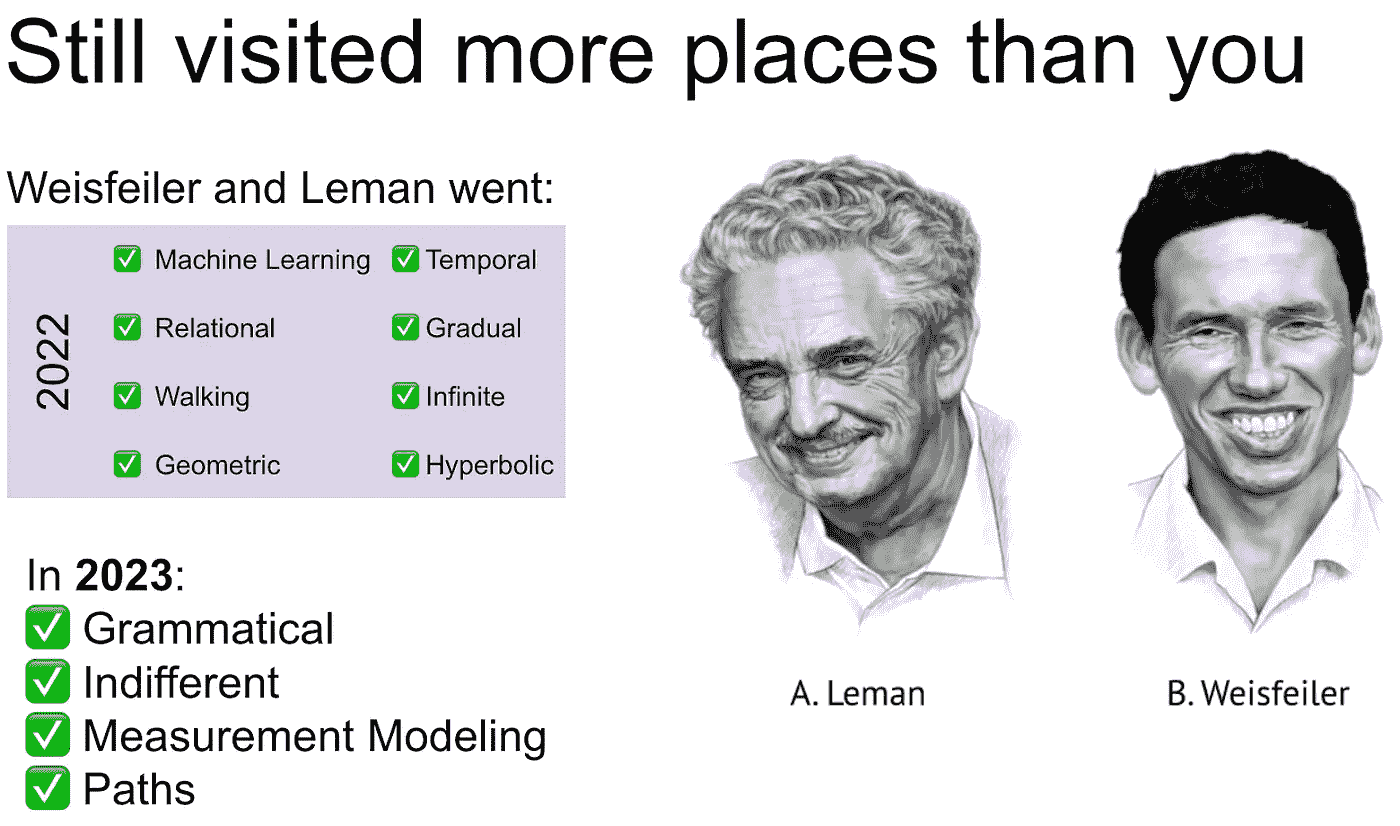 Still visited more places than you
Weisfeiler and Leman went:
2022
✅ Machine Learning ✅ Temporal
✅ Relational ✅ Gradual
✅ Walking ✅ Infinite
✅ Geometric ✅ Hyperbolic
In 2023:
✅ Grammatical
✅ Indifferent
✅ Measurement Modeling
✅ Paths
A. Leman B. Weisfeiler